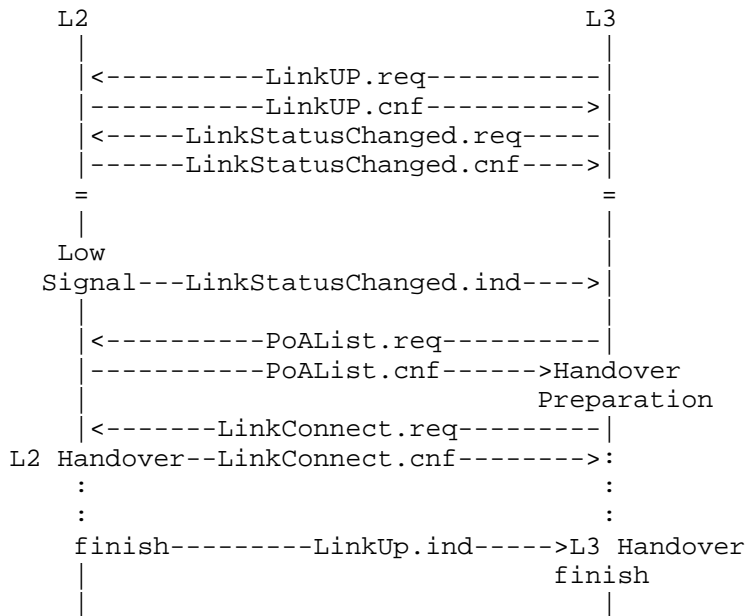 L2                                L3
|                                 |
|<----------LinkUP.req-----------|
|-----------LinkUP.cnf---------->|
|<-----LinkStatusChanged.req-----|
|------LinkStatusChanged.cnf---->|
=                                 =
|                                 |
Low                               |
Signal---LinkStatusChanged.ind---->|
|                                 |
|<----------PoAList.req----------|
|-----------PoAList.cnf------>Handover
|                            Preparation
|<-------LinkConnect.req---------|
L2 Handover--LinkConnect.cnf-------->:
:                                 :
:                                 :
finish---------LinkUp.ind----->L3 Handover
|                             finish
|                                 |